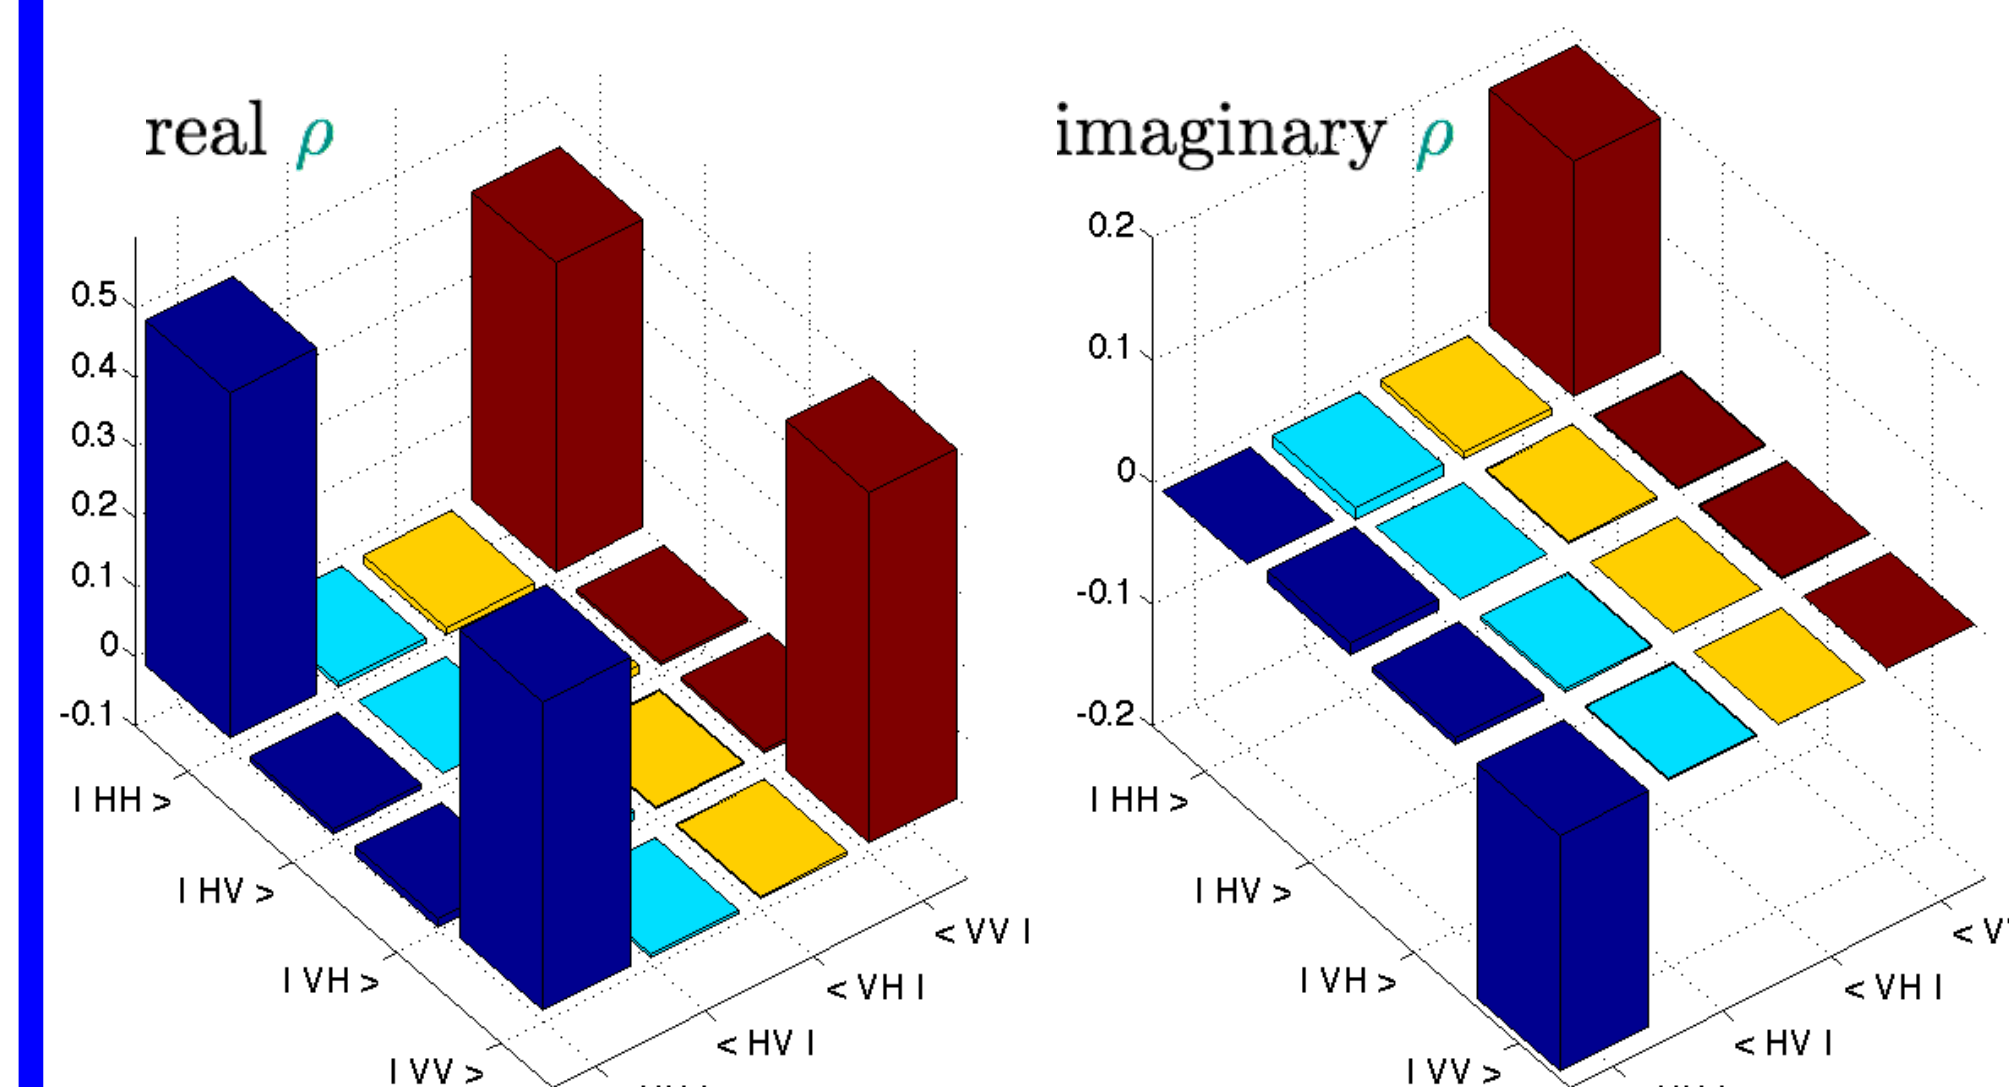 real ρ
0.5
0.4
0.3
0.2
0.1
0
-0.1
| HH >
| HV >
| VH >
| VV >
< HV |
< VH |
< VV |
imaginary ρ
0.2
0.1
0
-0.1
-0.2
| HH >
| HV >
| VH >
| VV >
< HV |
< VH |
< V